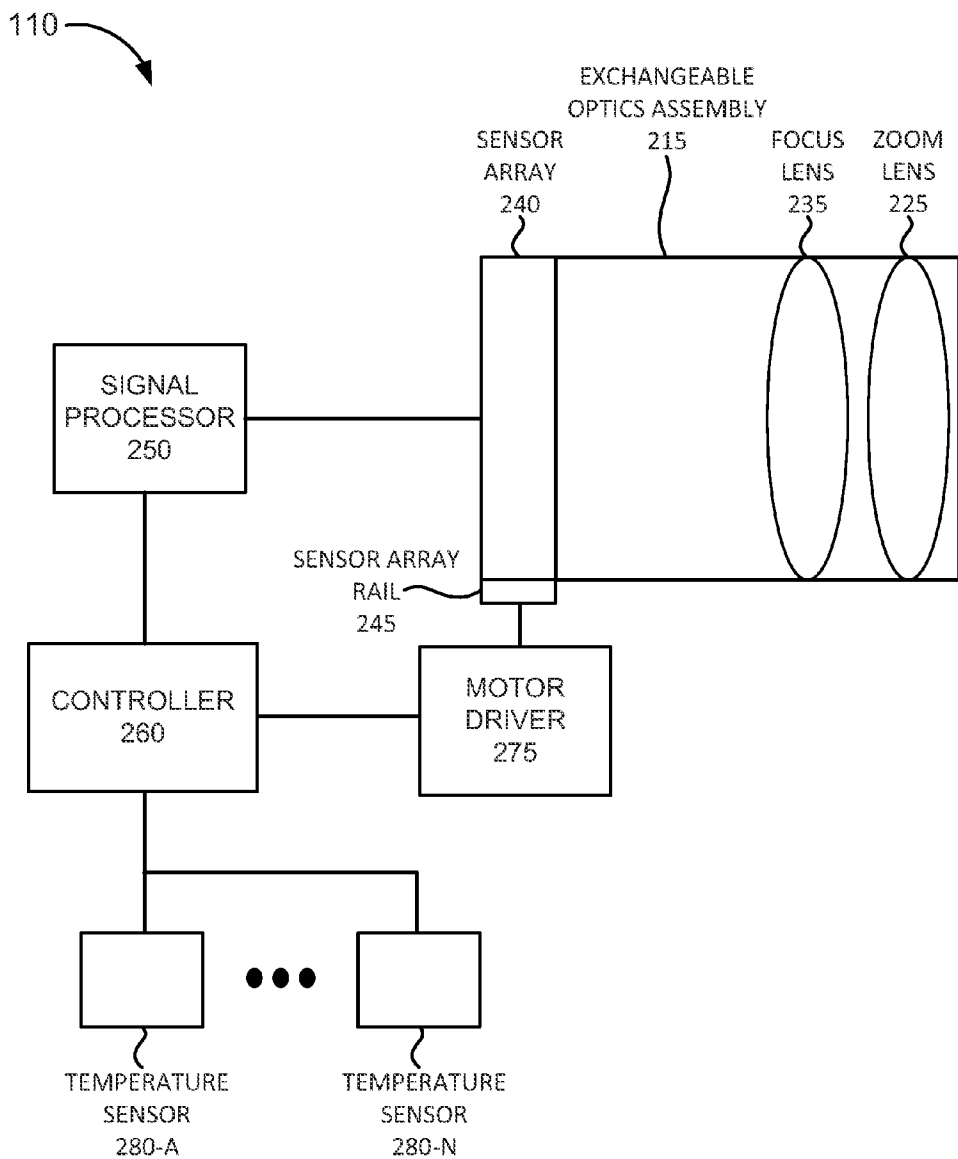 110
EXCHANGEABLE
OPTICS ASSEMBLY
215
SENSOR
ARRAY
240
FOCUS
LENS
235
ZOOM
LENS
225
SIGNAL
PROCESSOR
250
SENSOR ARRAY
RAIL
245
CONTROLLER
260
MOTOR
DRIVER
275
TEMPERATURE
SENSOR
280-A
TEMPERATURE
SENSOR
280-N